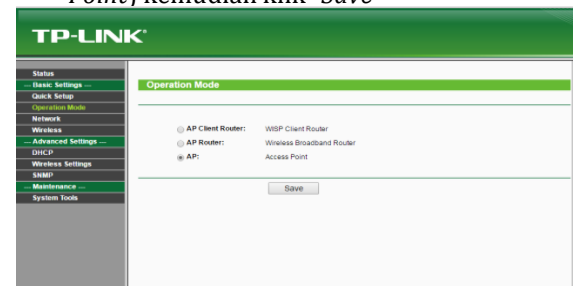 Point) kemudian klik "Save"
TP-LINK®
Status
--- Basic Settings ---
Quick Setup
Operation Mode
Network
Wireless
--- Advanced Settings ---
DHCP
Wireless Settings
SNMP
--- Maintenance ---
System Tools
Operation Mode
AP Client Router: WISP Client Router
AP Router: Wireless Broadband Router
AP: Access Point
Save